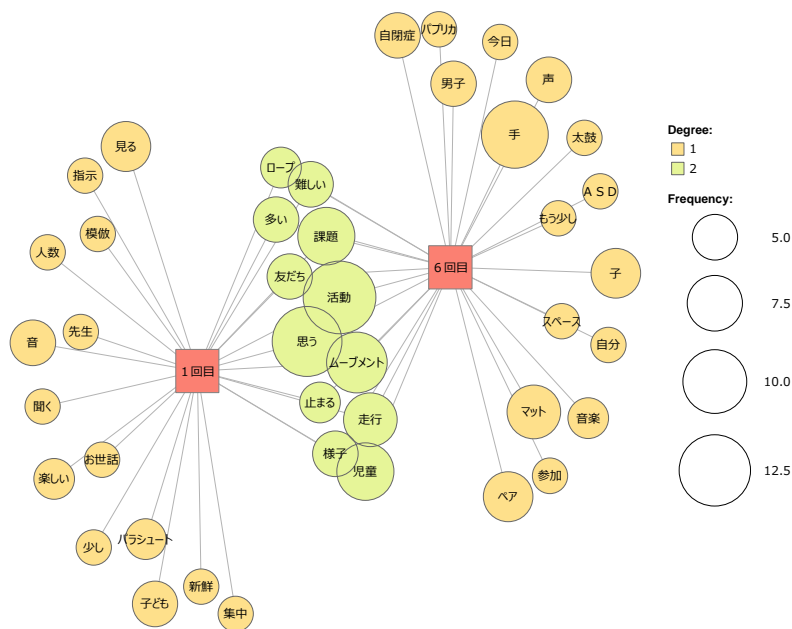 自閉症
パプリカ
今日
男子
声
手
太鼓
ＡＳＤ
もう少し
6回目
子
スペース
自分
マット
音楽
参加
ペア
見る
指示
模倣
人数
先生
音
1回目
聞く
お世話
楽しい
少し
パラシュート
新鮮
子ども
集中
ロープ
難しい
多い
課題
友だち
活動
思う
ムーブメント
止まる
走行
様子
児童
Degree:
1
2
Frequency:
5.0
7.5
10.0
12.5